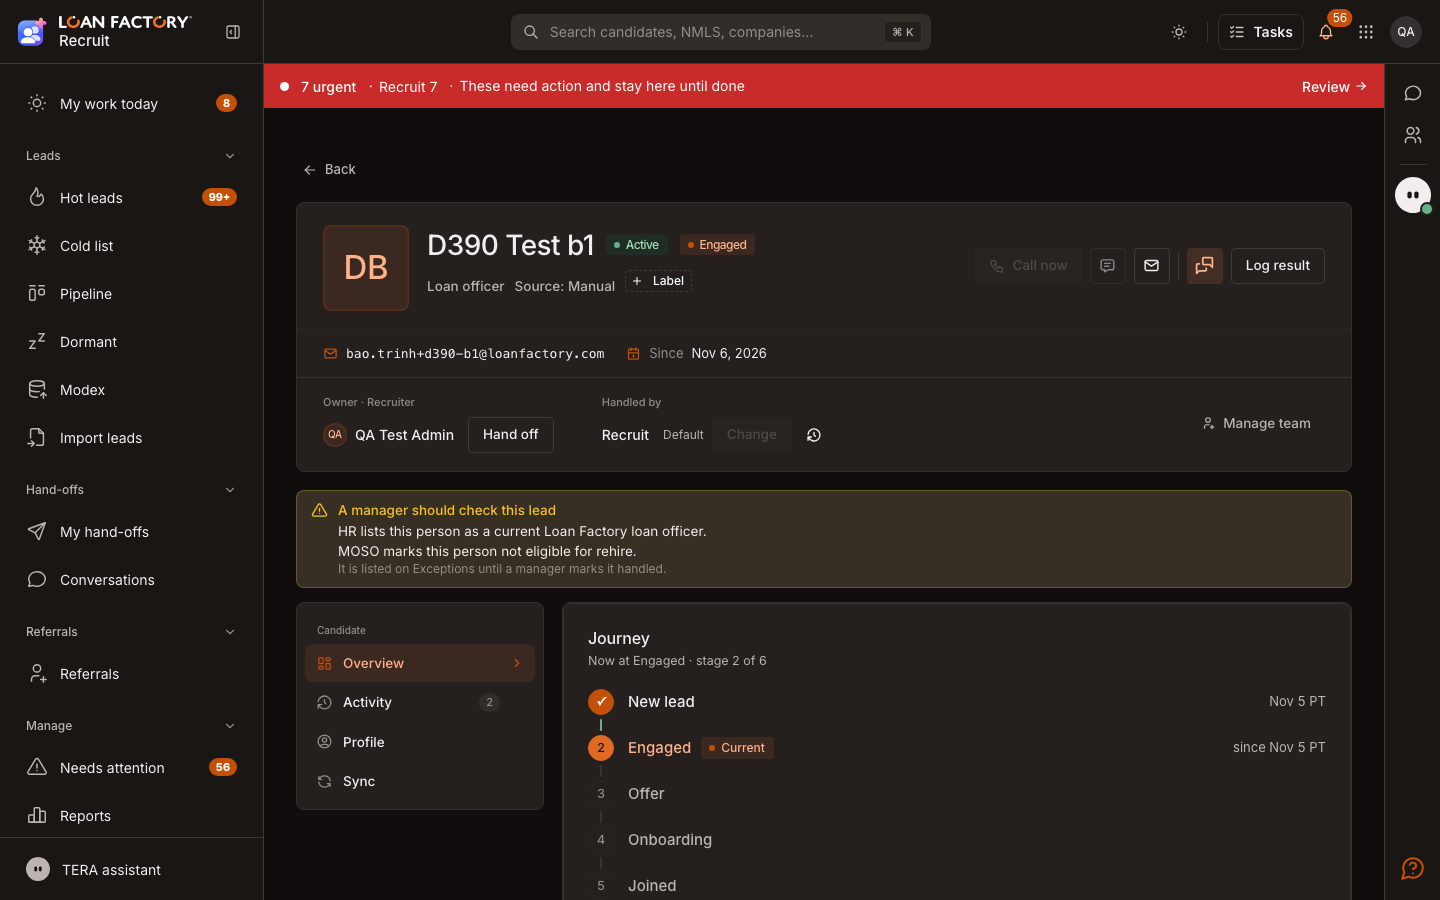 LOAN FACTORY
Recruit
Search candidates, NMLS, companies...
⌘ K
Tasks
56
QA
7 urgent · Recruit 7 · These need action and stay here until done
Review
My work today
8
Leads
Hot leads
99+
Cold list
Pipeline
Dormant
Modex
Import leads
Hand-offs
My hand-offs
Conversations
Referrals
Referrals
Manage
Needs attention
56
Reports
TERA assistant
Back
DB
D390 Test b1
Active
Engaged
Loan officer
Source: Manual
+ Label
Call now
Log result
bao.trinh+d390-b1@loanfactory.com
Since Nov 6, 2026
Owner · Recruiter
QA
QA Test Admin
Hand off
Handled by
Recruit
Default
Change
Manage team
A manager should check this lead
HR lists this person as a current Loan Factory loan officer.
MOSO marks this person not eligible for rehire.
It is listed on Exceptions until a manager marks it handled.
Candidate
Overview
Activity
2
Profile
Sync
Journey
Now at Engaged · stage 2 of 6
New lead
Nov 5 PT
2
Engaged
Current
since Nov 5 PT
3
Offer
4
Onboarding
5
Joined